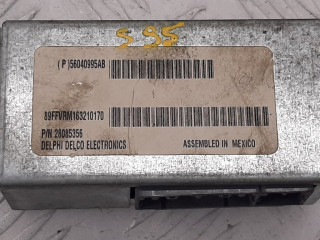 S 95
(P)56040995AB
89FFVRM163210170
P/N 28085356
DELPHI DELCO ELECTRONICS ASSEMBLED IN MEXICO